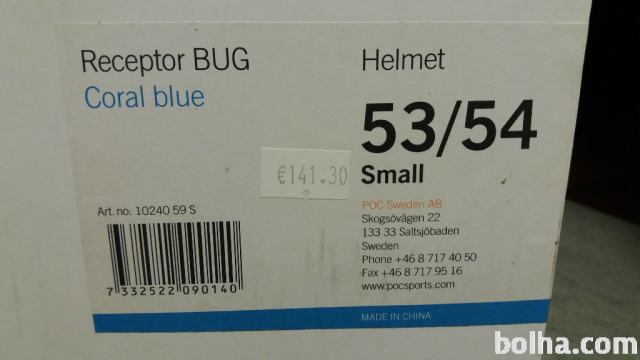 Receptor BUG
Coral blue
Helmet
53/54
Small
€141.30
POC Sweden AB
Skogsövägen 22
133 33 Saltsjöbaden
Sweden
Phone +46 8 717 40 50
Fax +46 8 717 95 16
www.pocsports.com
Art. no: 10240 59 S
7 332522 090140
MADE IN CHINA
bolha.com